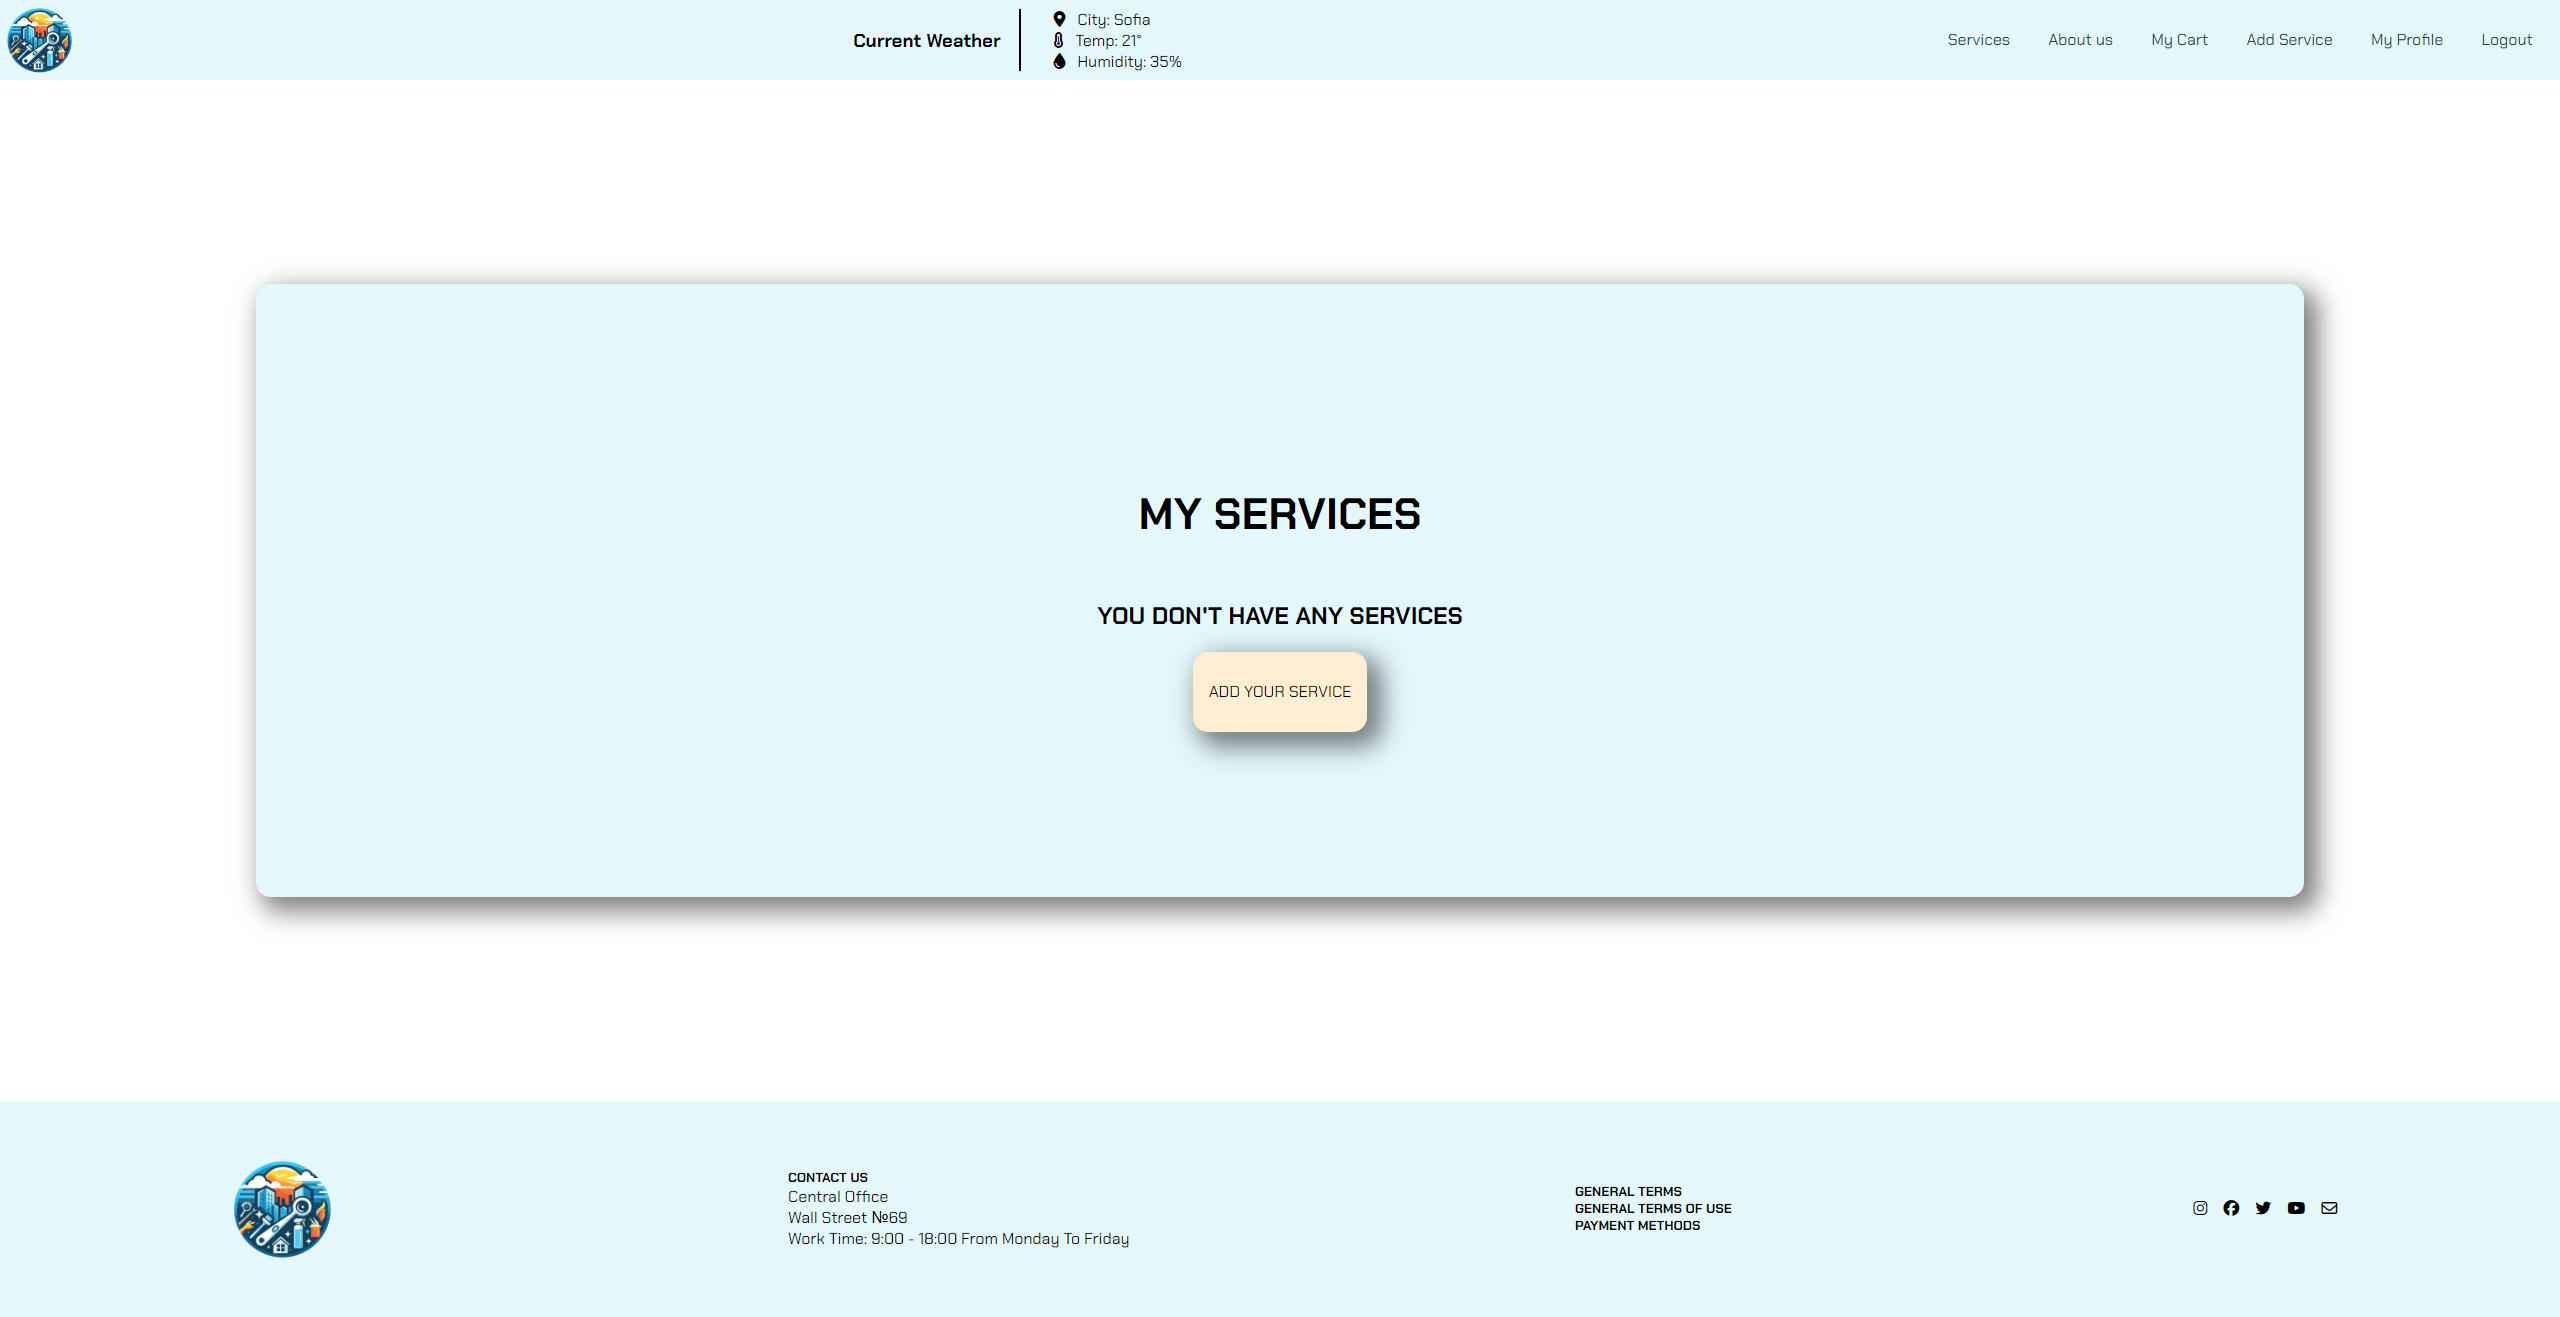 Current Weather
City: Sofia
Temp: 21°
Humidity: 35%
Services About us My Cart Add Service My Profile Logout
MY SERVICES
YOU DON'T HAVE ANY SERVICES
ADD YOUR SERVICE
CONTACT US
Central Office
Wall Street №69
Work Time: 9:00 - 18:00 From Monday To Friday
GENERAL TERMS
GENERAL TERMS OF USE
PAYMENT METHODS